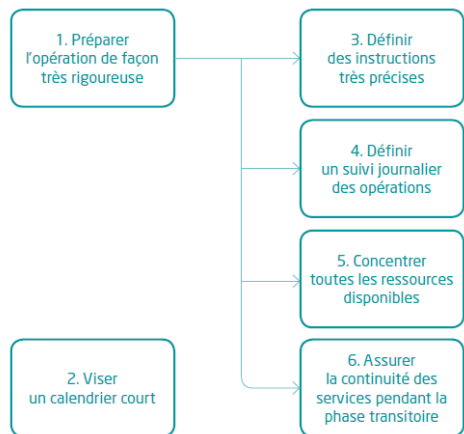 1. Préparer
l'opération de façon
très rigoureuse
2. Viser
un calendrier court
3. Définir
des instructions
très précises
4. Définir
un suivi journalier
des opérations
5. Concentrer
toutes les ressources
disponibles
6. Assurer
la continuité des
services pendant la
phase transitoire